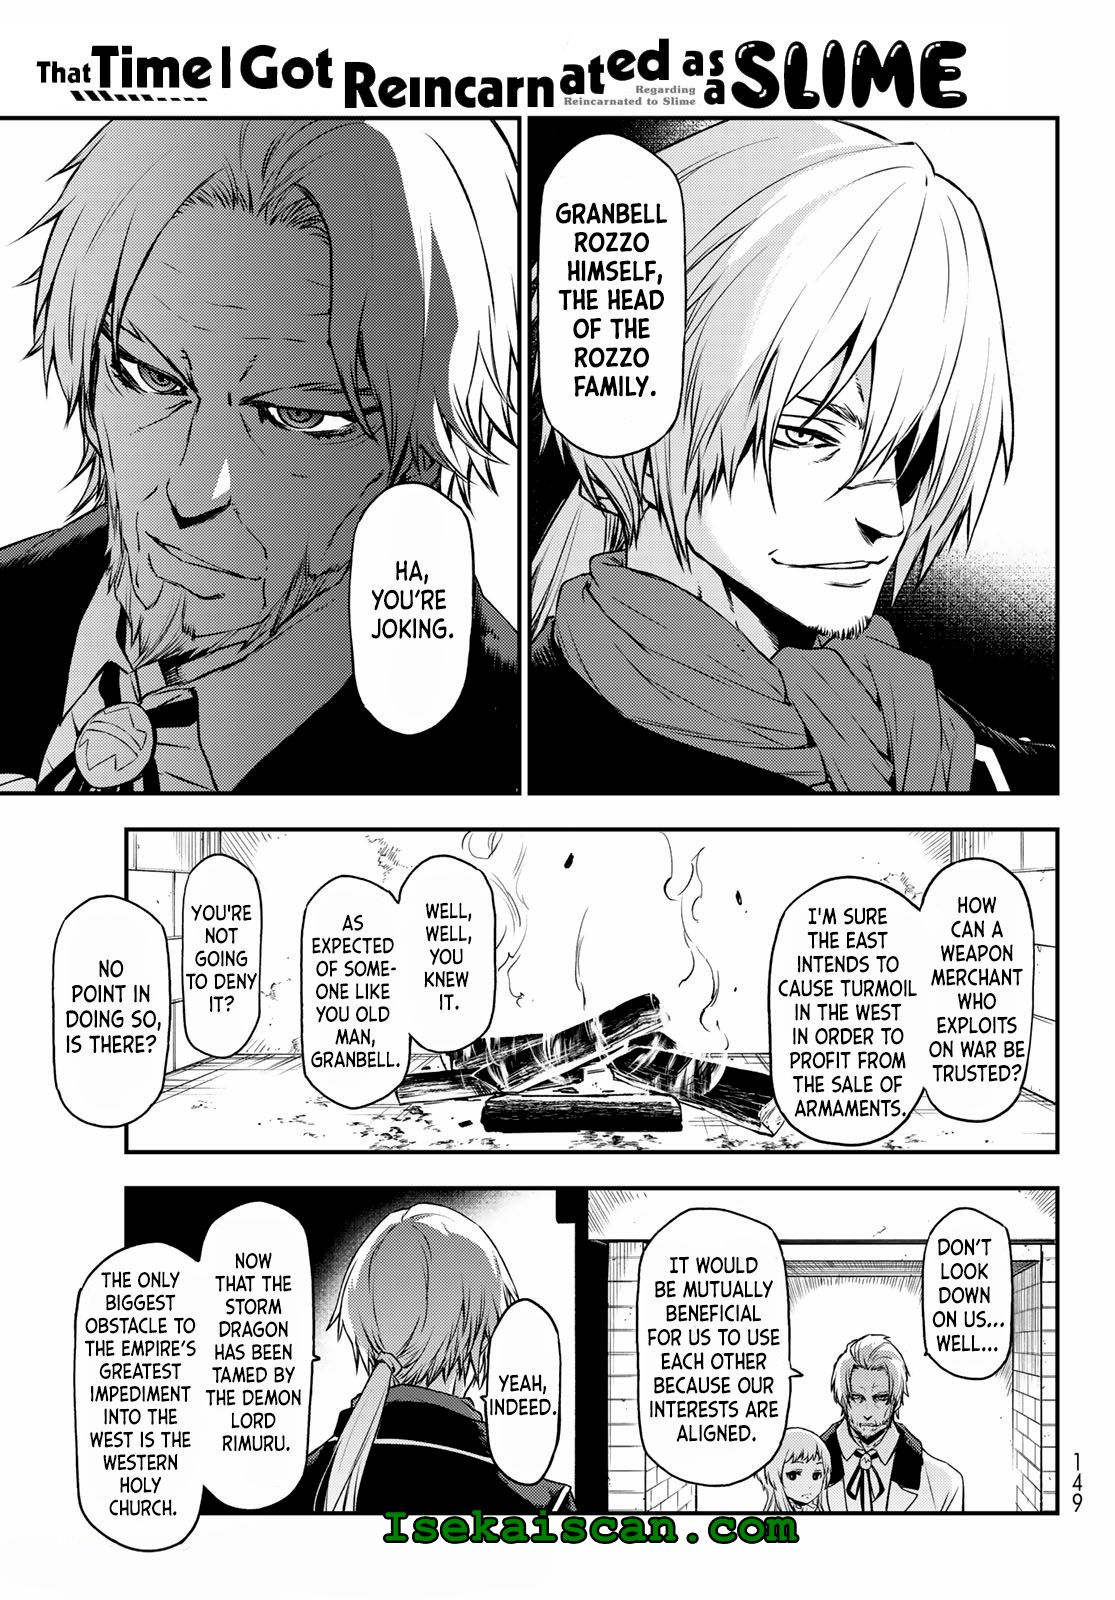 That Time I Got Reincarnated as a SLIME
Regarding
Reincarnated to Slime
GRANBELL
ROZZO
HIMSELF,
THE HEAD
OF THE
ROZZO
FAMILY.
HA,
YOU'RE
JOKING.
HOW
CAN A
WEAPON
MERCHANT
WHO
EXPLOITS
ON WAR BE
TRUSTED?
I'M SURE
THE EAST
INTENDS TO
CAUSE TURMOIL
IN THE WEST
IN ORDER TO
PROFIT FROM
THE SALE OF
ARMAMENTS.
WELL,
WELL,
YOU
KNEW
IT.
AS
EXPECTED
OF SOME-
ONE LIKE
YOU OLD
MAN,
GRANBELL.
YOU'RE
NOT
GOING
TO DENY
IT?
NO
POINT IN
DOING SO,
IS THERE?
DON'T
LOOK
DOWN
ON US...
WELL...
IT WOULD
BE MUTUALLY
BENEFICIAL
FOR US TO USE
EACH OTHER
BECAUSE OUR
INTERESTS ARE
ALIGNED.
YEAH,
INDEED.
NOW
THAT THE
STORM
DRAGON
HAS BEEN
TAMED BY
THE DEMON
LORD
RIMURU.
THE ONLY
BIGGEST
OBSTACLE TO
THE EMPIRE'S
GREATEST
IMPEDIMENT
INTO THE
WEST IS THE
WESTERN
HOLY
CHURCH.
149
Isekaiscan.com